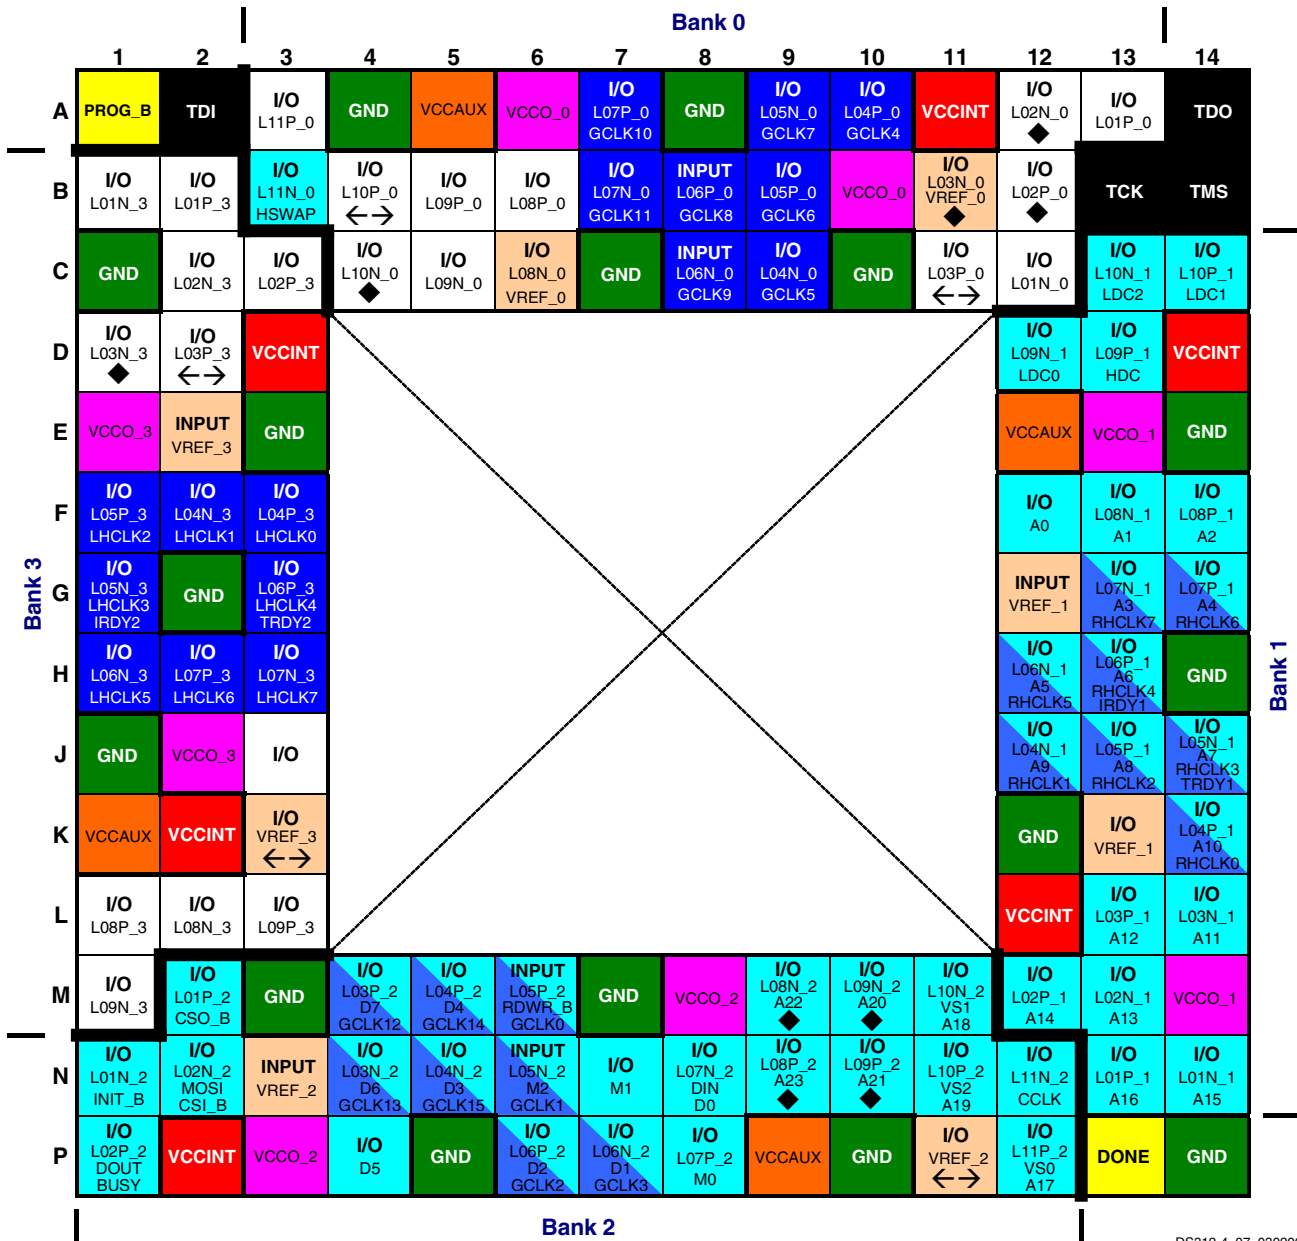 Bank 0
1 2 3 4 5 6 7 8 9 10 11 12 13 14
A
PROG_B
TDI
I/O
L11P_0
GND
VCCAUX
VCCO_0
I/O
L07P_0
GCLK10
GND
I/O
L05N_0
GCLK7
I/O
L04P_0
GCLK4
VCCINT
I/O
L02N_0
◆
I/O
L01P_0
TDO
B
I/O
L01N_3
I/O
L01P_3
I/O
L11N_0
HSWAP
I/O
L10P_0
←→
I/O
L09P_0
I/O
L08P_0
I/O
L07N_0
GCLK11
INPUT
L06P_0
GCLK8
I/O
L05P_0
GCLK6
VCCO_0
I/O
L03N_0
VREF_0
◆
I/O
L02P_0
◆
TCK
TMS
C
GND
I/O
L02N_3
I/O
L02P_3
I/O
L10N_0
◆
I/O
L09N_0
I/O
L08N_0
VREF_0
GND
INPUT
L06N_0
GCLK9
I/O
L04N_0
GCLK5
GND
I/O
L03P_0
←→
I/O
L01N_0
I/O
L10N_1
LDC2
I/O
L10P_1
LDC1
D
I/O
L03N_3
◆
I/O
L03P_3
←→
VCCINT
I/O
L09N_1
LDC0
I/O
L09P_1
HDC
VCCINT
E
VCCO_3
INPUT
VREF_3
GND
VCCAUX
VCCO_1
GND
F
I/O
L05P_3
LHCLK2
I/O
L04N_3
LHCLK1
I/O
L04P_3
LHCLK0
I/O
A0
I/O
L08N_1
A1
I/O
L08P_1
A2
Bank 3
G
I/O
L05N_3
LHCLK3
IRDY2
GND
I/O
L06P_3
LHCLK4
TRDY2
INPUT
VREF_1
I/O
L07N_1
A3
RHCLK7
I/O
L07P_1
A4
RHCLK6
H
I/O
L06N_3
LHCLK5
I/O
L07P_3
LHCLK6
I/O
L07N_3
LHCLK7
I/O
L06N_1
A5
RHCLK5
I/O
L06P_1
A6
RHCLK4
IRDY1
GND
Bank 1
J
GND
VCCO_3
I/O
I/O
L04N_1
A9
RHCLK1
I/O
L05P_1
A8
RHCLK2
I/O
L05N_1
A7
RHCLK3
TRDY1
K
VCCAUX
VCCINT
I/O
VREF_3
←→
GND
I/O
VREF_1
I/O
L04P_1
A10
RHCLK0
L
I/O
L08P_3
I/O
L08N_3
I/O
L09P_3
VCCINT
I/O
L03P_1
A12
I/O
L03N_1
A11
M
I/O
L09N_3
I/O
L01P_2
CSO_B
GND
I/O
L03P_2
D7
GCLK12
I/O
L04P_2
D4
GCLK14
INPUT
L05P_2
RDWR_B
GCLK0
GND
VCCO_2
I/O
L08N_2
A22
◆
I/O
L09N_2
A20
◆
I/O
L10N_2
VS1
A18
I/O
L02P_1
A14
I/O
L02N_1
A13
VCCO_1
N
I/O
L01N_2
INIT_B
I/O
L02N_2
MOSI
CSI_B
INPUT
VREF_2
I/O
L03N_2
D6
GCLK13
I/O
L04N_2
D3
GCLK15
INPUT
L05N_2
M2
GCLK1
I/O
M1
I/O
L07N_2
DIN
D0
I/O
L08P_2
A23
◆
I/O
L09P_2
A21
◆
I/O
L10P_2
VS2
A19
I/O
L11N_2
CCLK
I/O
L01P_1
A16
I/O
L01N_1
A15
P
I/O
L02P_2
DOUT
BUSY
VCCINT
VCCO_2
I/O
D5
GND
I/O
L06P_2
D2
GCLK2
I/O
L06N_2
D1
GCLK3
I/O
L07P_2
M0
VCCAUX
GND
I/O
VREF_2
←→
I/O
L11P_2
VS0
A17
DONE
GND
Bank 2